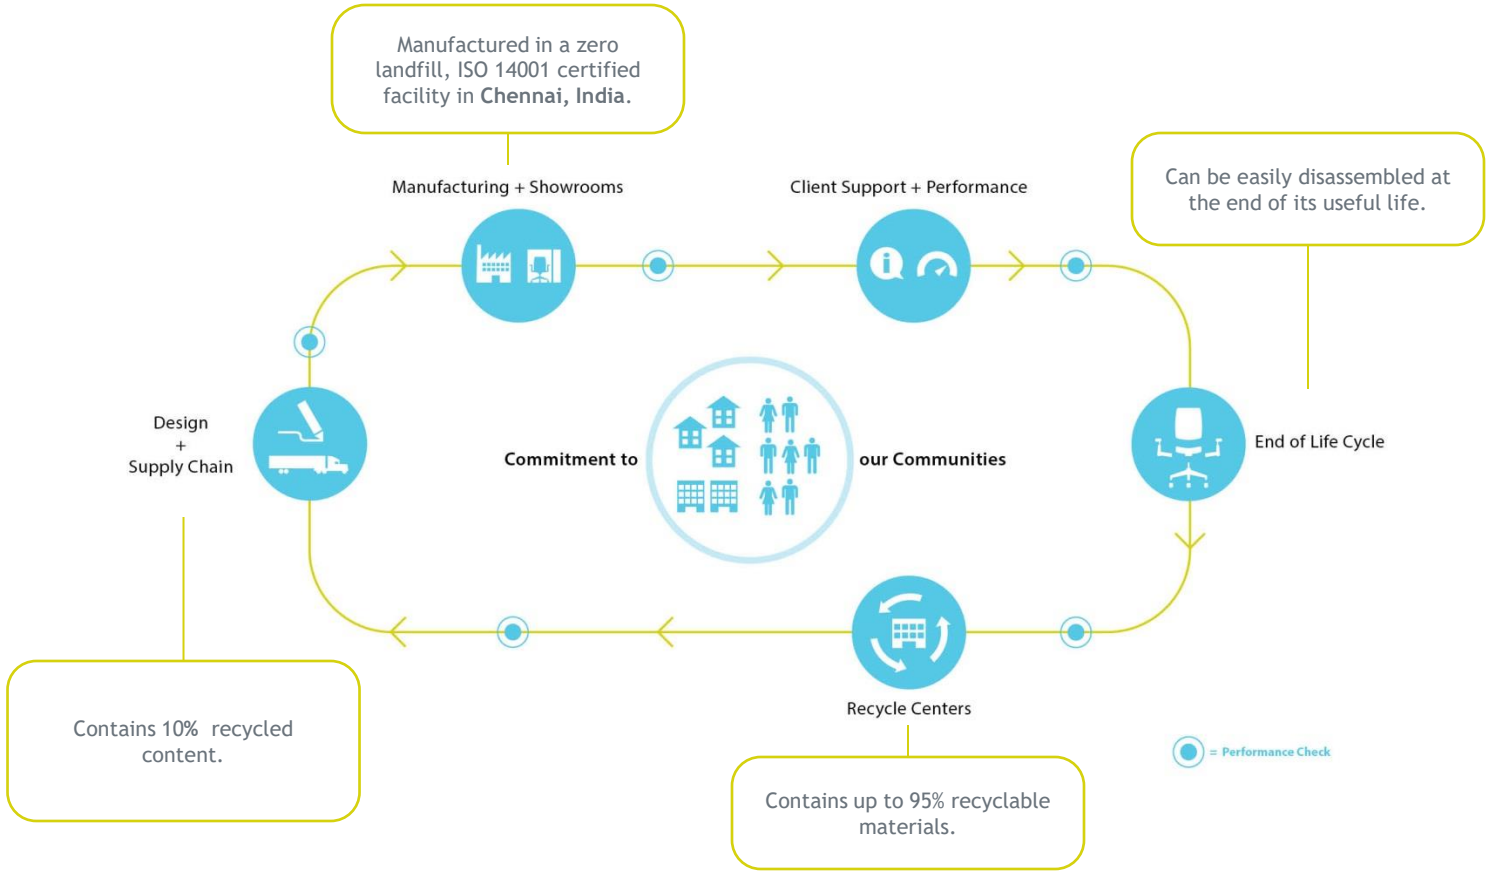 Manufactured in a zero
landfill, ISO 14001 certified
facility in Chennai, India.
Can be easily disassembled at
the end of its useful life.
Manufacturing + Showrooms
Client Support + Performance
Design
+
Supply Chain
Commitment to
our Communities
End of Life Cycle
Recycle Centers
Contains 10%  recycled
content.
= Performance Check
Contains up to 95% recyclable
materials.